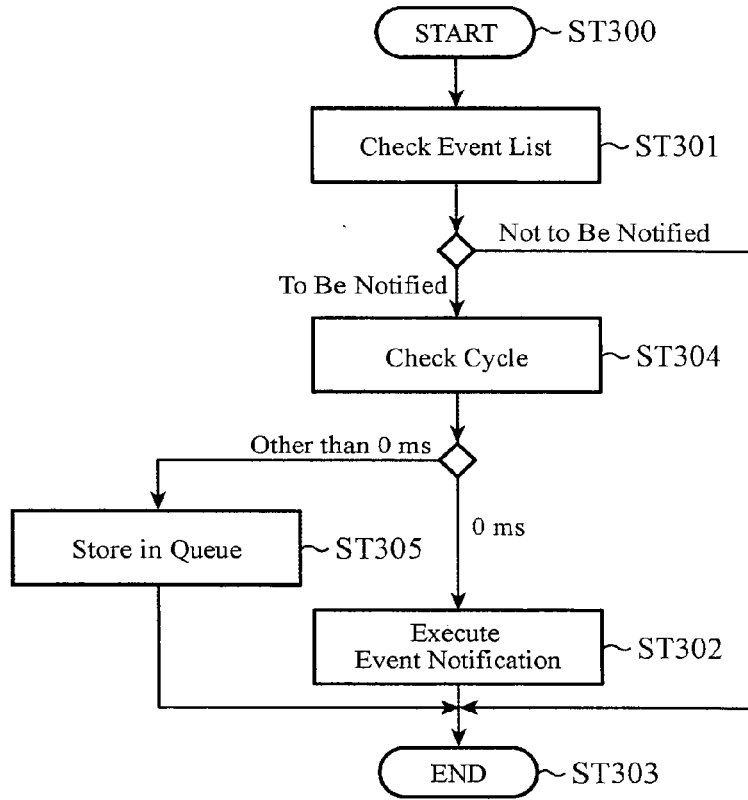 START
ST300
Check Event List
ST301
Not to Be Notified
To Be Notified
Check Cycle
ST304
Other than 0 ms
0 ms
Store in Queue
ST305
Execute
Event Notification
ST302
END
ST303